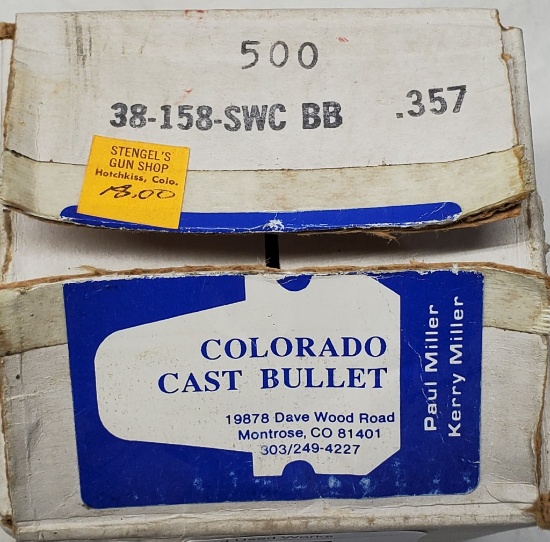 500
38-158-SWC BB .357
STENGEL'S
GUN SHOP
Hotchkiss, Colo.
18.00
COLORADO
CAST BULLET
19878 Dave Wood Road
Montrose, CO 81401
303/249-4227
Paul Miller
Kerry Miller